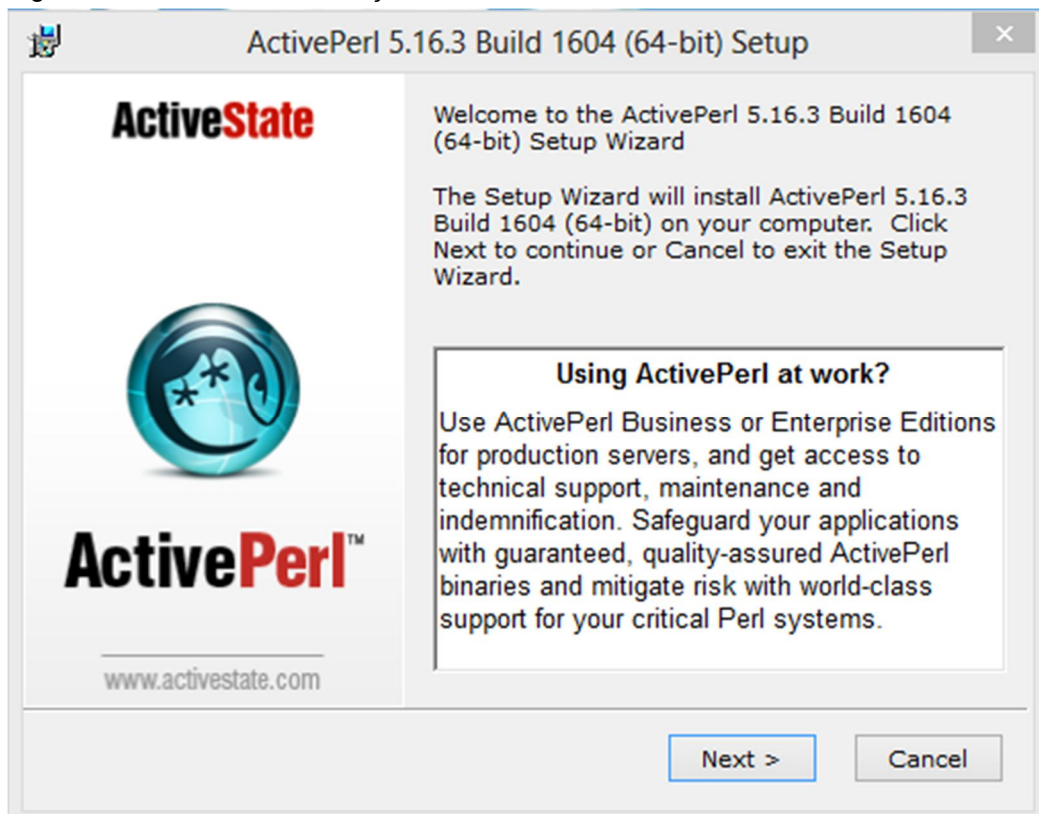 ActivePerl 5.16.3 Build 1604 (64-bit) Setup
ActiveState
Welcome to the ActivePerl 5.16.3 Build 1604
(64-bit) Setup Wizard
The Setup Wizard will install ActivePerl 5.16.3
Build 1604 (64-bit) on your computer.  Click
Next to continue or Cancel to exit the Setup
Wizard.
Using ActivePerl at work?
Use ActivePerl Business or Enterprise Editions
for production servers, and get access to
technical support, maintenance and
indemnification. Safeguard your applications
with guaranteed, quality-assured ActivePerl
binaries and mitigate risk with world-class
support for your critical Perl systems.
ActivePerl™
www.activestate.com
Next >
Cancel